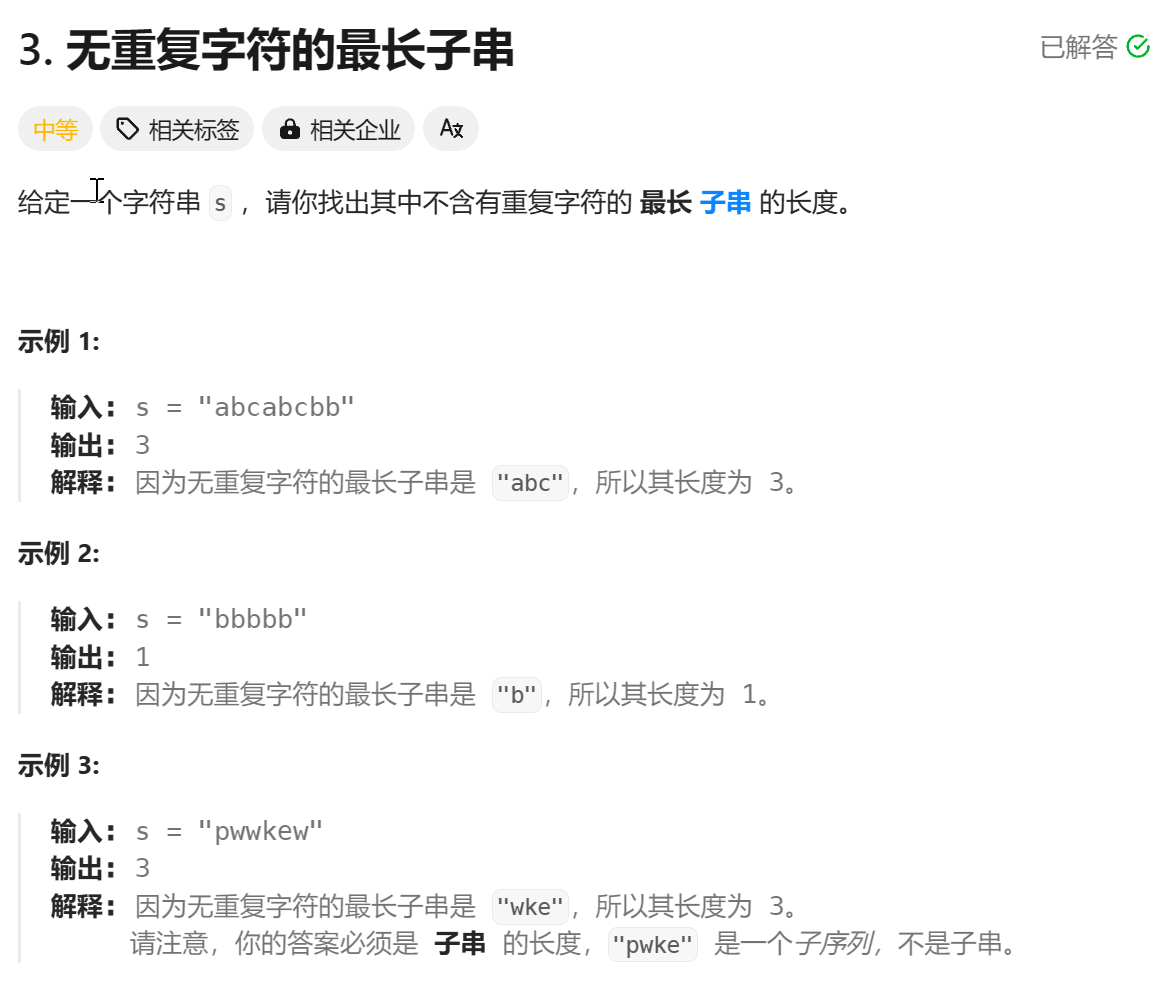 3. 无重复字符的最长子串
已解答
中等 相关标签 相关企业
给定一个字符串 s ，请你找出其中不含有重复字符的 最长 子串 的长度。
示例 1:
输入: s = "abcabcbb"
输出: 3
解释: 因为无重复字符的最长子串是 "abc"，所以其长度为 3。
示例 2:
输入: s = "bbbbb"
输出: 1
解释: 因为无重复字符的最长子串是 "b"，所以其长度为 1。
示例 3:
输入: s = "pwwkew"
输出: 3
解释: 因为无重复字符的最长子串是 "wke"，所以其长度为 3。
请注意，你的答案必须是 子串 的长度，"pwke" 是一个子序列，不是子串。